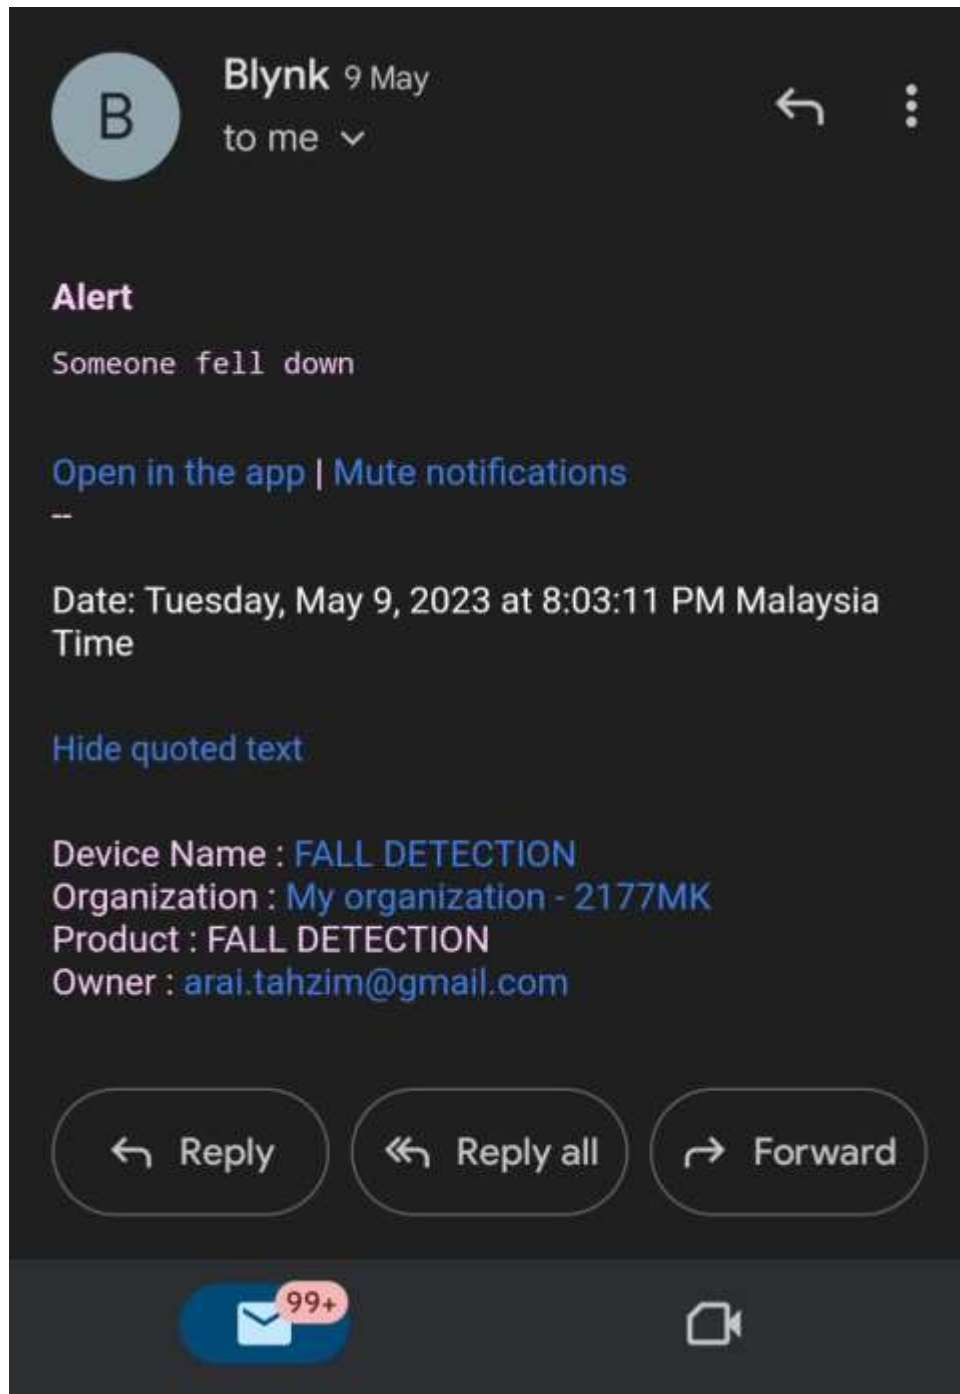 B
Blynk 9 May
to me
Alert
Someone fell down
Open in the app | Mute notifications
--
Date: Tuesday, May 9, 2023 at 8:03:11 PM Malaysia
Time
Hide quoted text
Device Name : FALL DETECTION
Organization : My organization - 2177MK
Product : FALL DETECTION
Owner : arai.tahzim@gmail.com
Reply Reply all Forward
99+